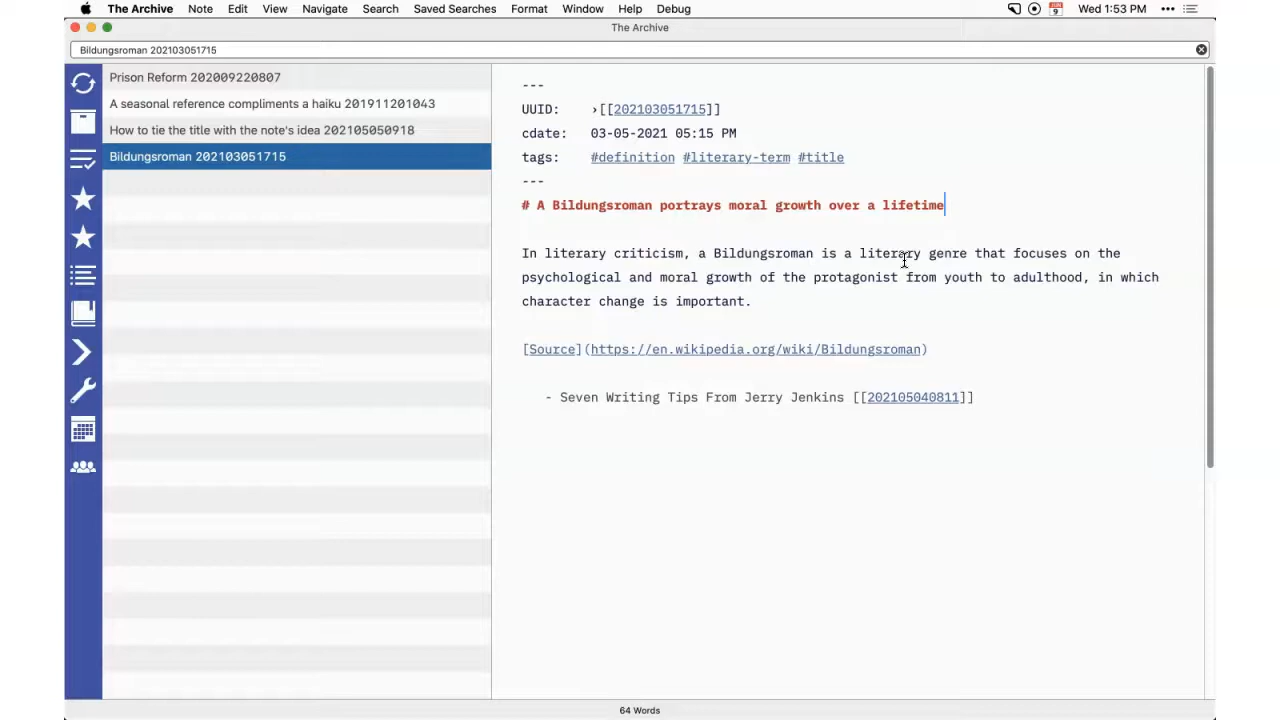 The Archive Note Edit View Navigate Search Saved Searches Format Window Help Debug Wed 1:53 PM
The Archive
Bildungsroman 202103051715
Prison Reform 202009220807
A seasonal reference compliments a haiku 201911201043
How to tie the title with the note's idea 202105050918
Bildungsroman 202103051715
---
UUID: ›[[202103051715]]
cdate: 03-05-2021 05:15 PM
tags: #definition #literary-term #title
---
# A Bildungsroman portrays moral growth over a lifetime
In literary criticism, a Bildungsroman is a literary genre that focuses on the
psychological and moral growth of the protagonist from youth to adulthood, in which
character change is important.
[Source](https://en.wikipedia.org/wiki/Bildungsroman)
- Seven Writing Tips From Jerry Jenkins [[202105040811]]
64 Words